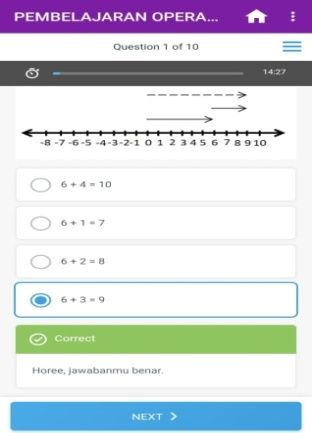 PEMBELAJARAN OPERA...
Question 1 of 10
14:27
-8 -7 -6 -5 -4 -3 -2 -1 0 1 2 3 4 5 6 7 8 9 10
6 + 4 = 10
6 + 1 = 7
6 + 2 = 8
6 + 3 = 9
Correct
Horee, jawabanmu benar.
NEXT >